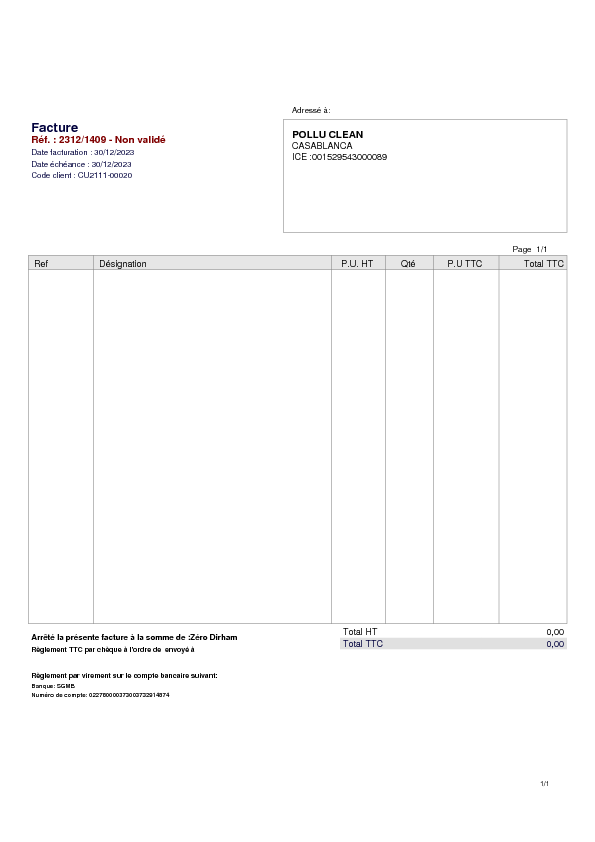 Adressé à:
Facture
Réf. : 2312/1409 - Non validé
Date facturation : 30/12/2023
Date échéance : 30/12/2023
Code client : CU2111-00020
POLLU CLEAN
CASABLANCA
ICE :001529543000089
Page 1/1
Ref Désignation P.U. HT Qté P.U TTC Total TTC
Total HT 0,00
Arrêté la présente facture à la somme de :Zéro Dirham
Total TTC 0,00
Règlement TTC par chèque à l'ordre de envoyé à
Règlement par virement sur le compte bancaire suivant:
Banque: SGMB
Numéro de compte: 022780000373003732914874
1/1